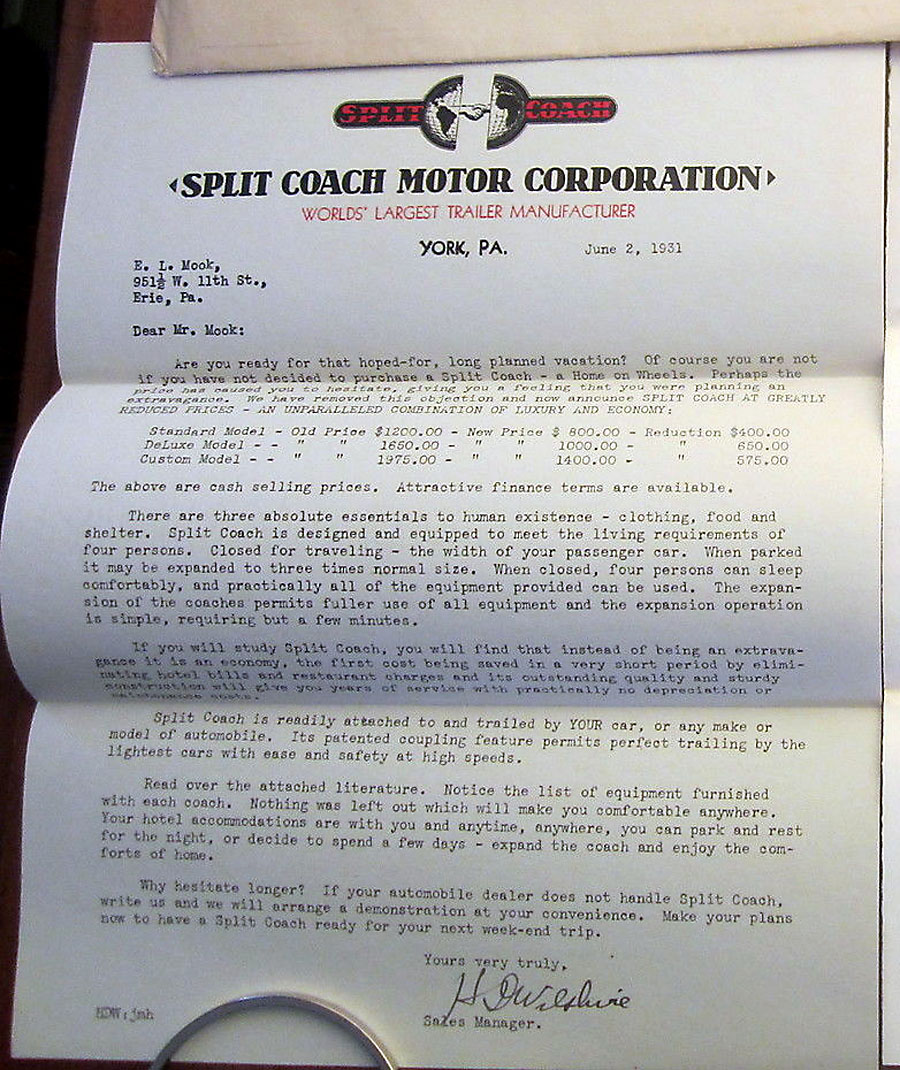 SPLIT COACH
SPLIT COACH MOTOR CORPORATION
WORLDS' LARGEST TRAILER MANUFACTURER
YORK, PA. June 2, 1931
E. L. Mook,
951½ W. 11th St.,
Erie, Pa.
Dear Mr. Mook:
Are you ready for that hoped-for, long planned vacation? Of course you are not
if you have not decided to purchase a Split Coach - a Home on Wheels. Perhaps the
price has caused you to hesitate, giving you a feeling that you were planning an
extravagance. We have removed this objection and now announce SPLIT COACH AT GREATLY
REDUCED PRICES - AN UNPARALLELED COMBINATION OF LUXURY AND ECONOMY:
Standard Model - Old Price $1200.00 - New Price $ 800.00 - Reduction $400.00
DeLuxe Model - - " " 1650.00 - " " 1000.00 - " 650.00
Custom Model - - " " 1975.00 - " " 1400.00 - " 575.00
The above are cash selling prices. Attractive finance terms are available.
There are three absolute essentials to human existence - clothing, food and
shelter. Split Coach is designed and equipped to meet the living requirements of
four persons. Closed for traveling - the width of your passenger car. When parked
it may be expanded to three times normal size. When closed, four persons can sleep
comfortably, and practically all of the equipment provided can be used. The expan-
sion of the coaches permits fuller use of all equipment and the expansion operation
is simple, requiring but a few minutes.
If you will study Split Coach, you will find that instead of being an extrava-
gance it is an economy, the first cost being saved in a very short period by elimi-
nating hotel bills and restaurant charges and its outstanding quality and sturdy
construction will give you years of service with practically no depreciation or
maintenance costs.
Split Coach is readily attached to and trailed by YOUR car, or any make or
model of automobile. Its patented coupling feature permits perfect trailing by the
lightest cars with ease and safety at high speeds.
Read over the attached literature. Notice the list of equipment furnished
with each coach. Nothing was left out which will make you comfortable anywhere.
Your hotel accommodations are with you and anytime, anywhere, you can park and rest
for the night, or decide to spend a few days - expand the coach and enjoy the com-
forts of home.
Why hesitate longer? If your automobile dealer does not handle Split Coach,
write us and we will arrange a demonstration at your convenience. Make your plans
now to have a Split Coach ready for your next week-end trip.
Yours very truly,
H D Wilshire
HDW:jmh
Sales Manager.